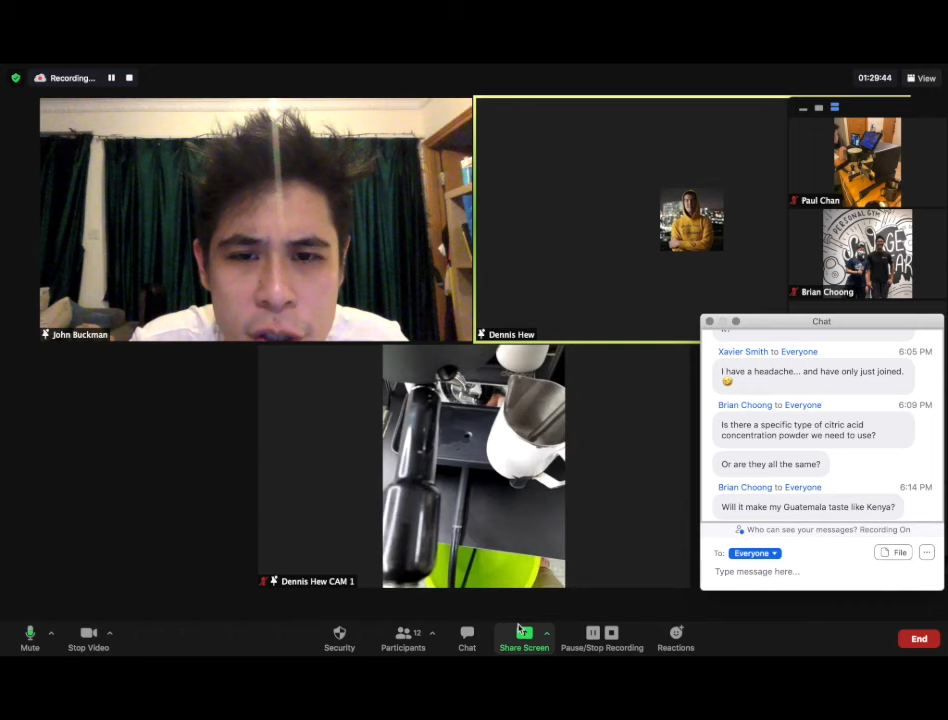 Recording...
01:29:44
View
John Buckman
Dennis Hew
Paul Chan
PERSONAL GYM
Brian Choong
Chat
Xavier Smith to Everyone 6:05 PM
I have a headache... and have only just joined.
🤣
Brian Choong to Everyone 6:09 PM
Is there a specific type of citric acid
concentration powder we need to use?
Or are they all the same?
Brian Choong to Everyone 6:14 PM
Will it make my Guatemala taste like Kenya?
Who can see your messages? Recording On
To: Everyone
File
Type message here...
Dennis Hew CAM 1
Mute
Stop Video
Security
12
Participants
Chat
Share Screen
Pause/Stop Recording
Reactions
End